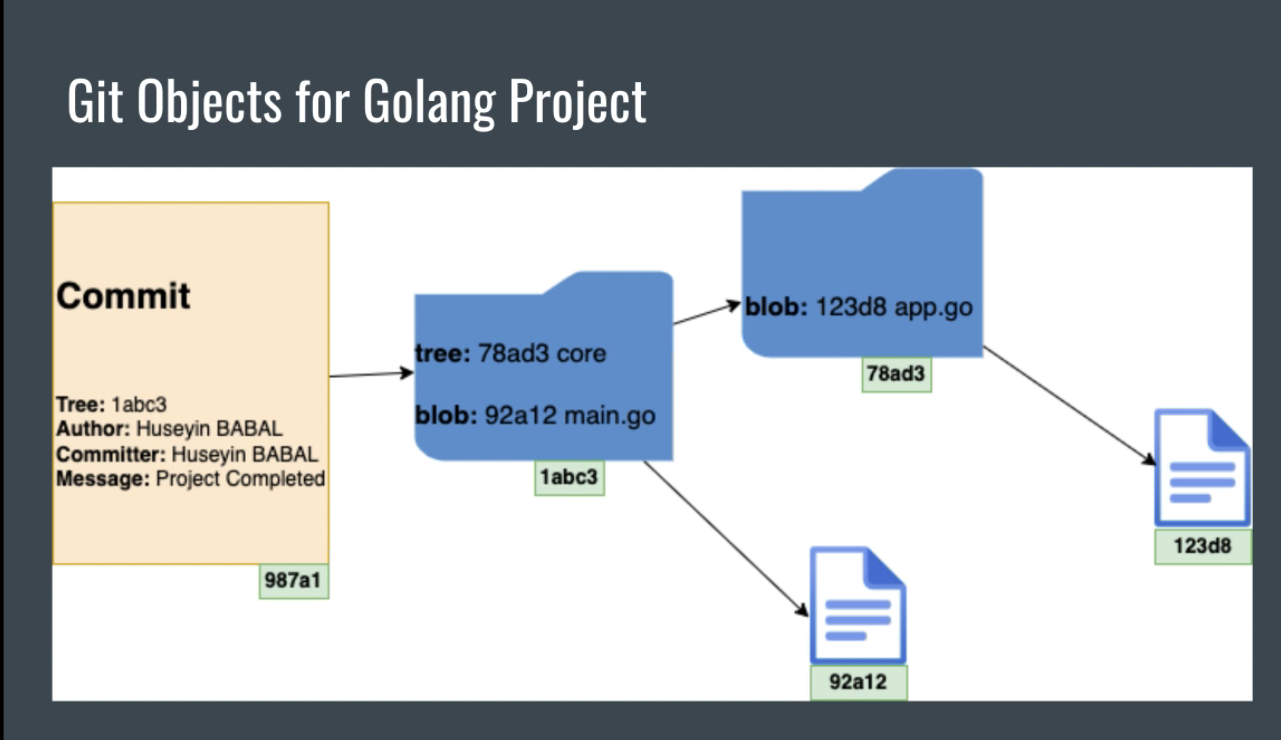 Git Objects for Golang Project
Commit
Tree: 1abc3
Author: Huseyin BABAL
Committer: Huseyin BABAL
Message: Project Completed
987a1
tree: 78ad3 core
blob: 92a12 main.go
1abc3
blob: 123d8 app.go
78ad3
92a12
123d8